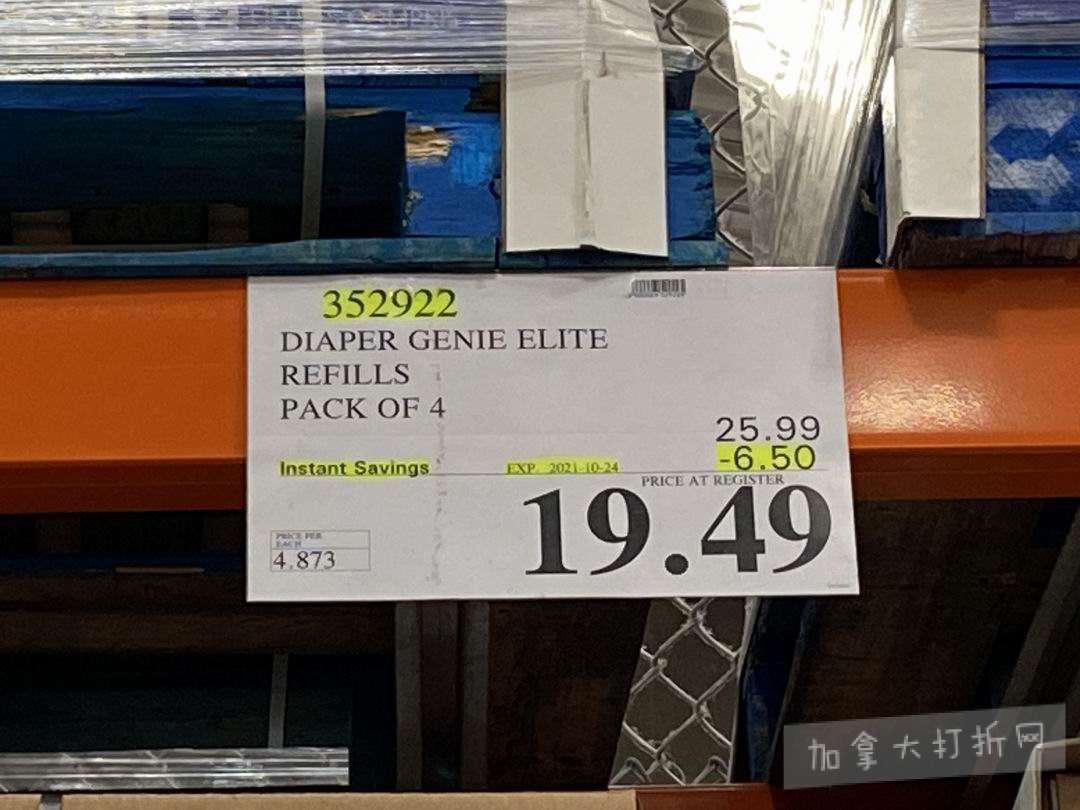 352922
DIAPER GENIE ELITE
REFILLS
PACK OF 4
25.99
Instant Savings EXP. 2021-10-24 -6.50
PRICE AT REGISTER
19.49
PRICE PER
EACH
4.873
加拿大打折网